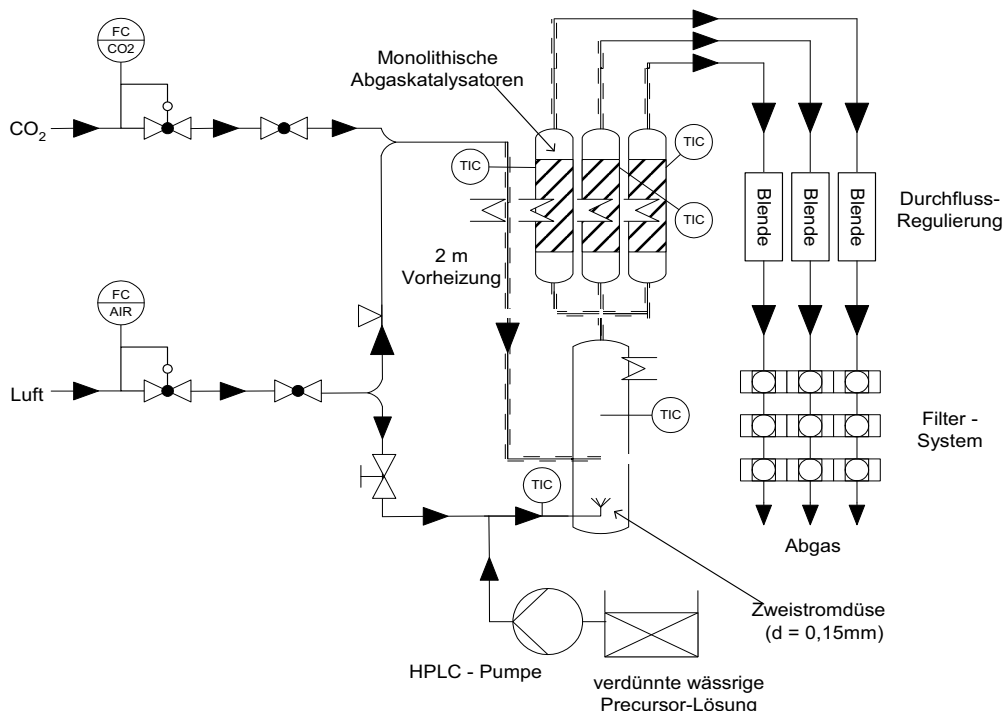 FC
CO2
CO2
Monolithische
Abgaskatalysatoren
TIC
TIC
TIC
Blende
Blende
Blende
Durchfluss-
Regulierung
2 m
Vorheizung
FC
AIR
Luft
TIC
Filter -
System
TIC
Abgas
Zweistromdüse
(d = 0,15mm)
HPLC - Pumpe
verdünnte wässrige
Precursor-Lösung